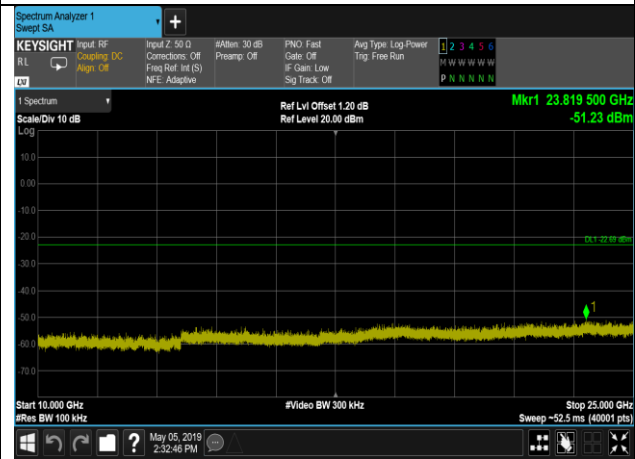 Spectrum Analyzer 1
Swept SA
+
KEYSIGHT
RL
LXI
Input: RF
Coupling: DC
Align: Off
Input Z: 50 Ω
Corrections: Off
Freq Ref: Int (S)
NFE: Adaptive
#Atten: 30 dB
Preamp: Off
PNO: Fast
Gate: Off
IF Gain: Low
Sig Track: Off
Avg Type: Log-Power
Trig: Free Run
1 2 3 4 5 6
M W W W W W
P N N N N N
1 Spectrum
Scale/Div 10 dB
Ref Lvl Offset 1.20 dB
Ref Level 20.00 dBm
Mkr1 23.819 500 GHz
-51.23 dBm
Log
10.0
0.00
-10.0
DL1 -22.69 dBm
-20.0
-30.0
-40.0
1
-50.0
-60.0
-70.0
Start 10.000 GHz
#Video BW 300 kHz
Stop 25.000 GHz
#Res BW 100 kHz
Sweep ~52.5 ms (40001 pts)
?
May 05, 2019
2:32:46 PM